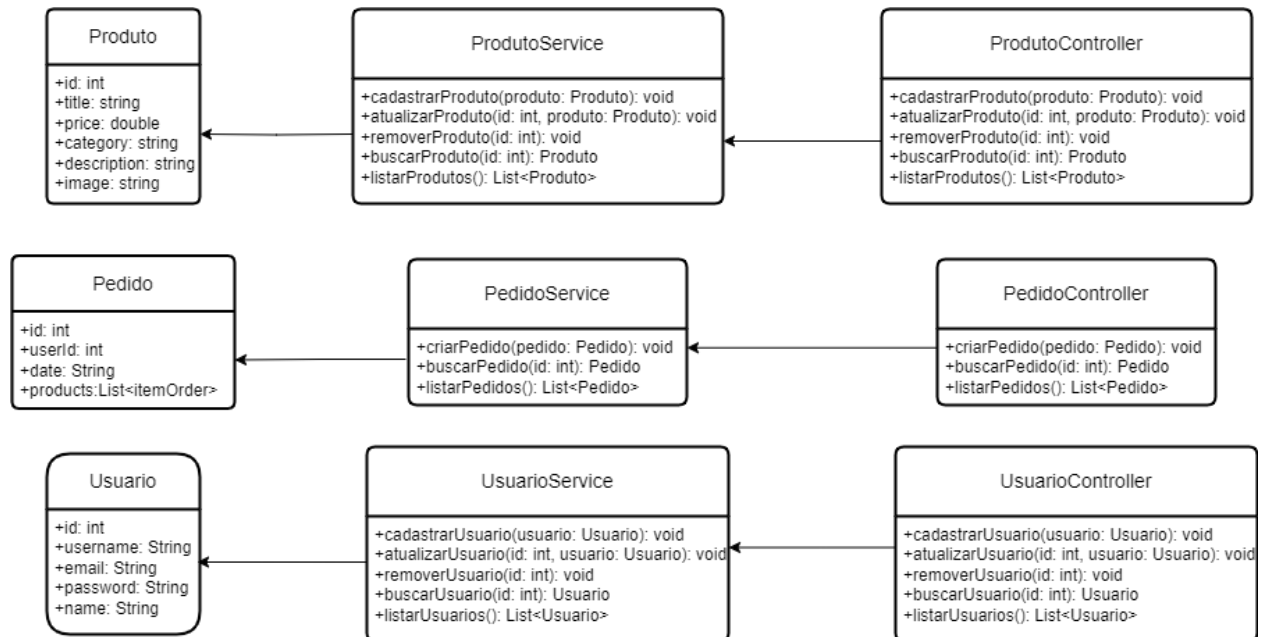 Produto
+id: int
+title: string
+price: double
+category: string
+description: string
+image: string
ProdutoService
+cadastrarProduto(produto: Produto): void
+atualizarProduto(id: int, produto: Produto): void
+removerProduto(id: int): void
+buscarProduto(id: int): Produto
+listarProdutos(): List<Produto>
ProdutoController
+cadastrarProduto(produto: Produto): void
+atualizarProduto(id: int, produto: Produto): void
+removerProduto(id: int): void
+buscarProduto(id: int): Produto
+listarProdutos(): List<Produto>
Pedido
+id: int
+userId: int
+date: String
+products:List<itemOrder>
PedidoService
+criarPedido(pedido: Pedido): void
+buscarPedido(id: int): Pedido
+listarPedidos(): List<Pedido>
PedidoController
+criarPedido(pedido: Pedido): void
+buscarPedido(id: int): Pedido
+listarPedidos(): List<Pedido>
Usuario
+id: int
+username: String
+email: String
+password: String
+name: String
UsuarioService
+cadastrarUsuario(usuario: Usuario): void
+atualizarUsuario(id: int, usuario: Usuario): void
+removerUsuario(id: int): void
+buscarUsuario(id: int): Usuario
+listarUsuarios(): List<Usuario>
UsuarioController
+cadastrarUsuario(usuario: Usuario): void
+atualizarUsuario(id: int, usuario: Usuario): void
+removerUsuario(id: int): void
+buscarUsuario(id: int): Usuario
+listarUsuarios(): List<Usuario>